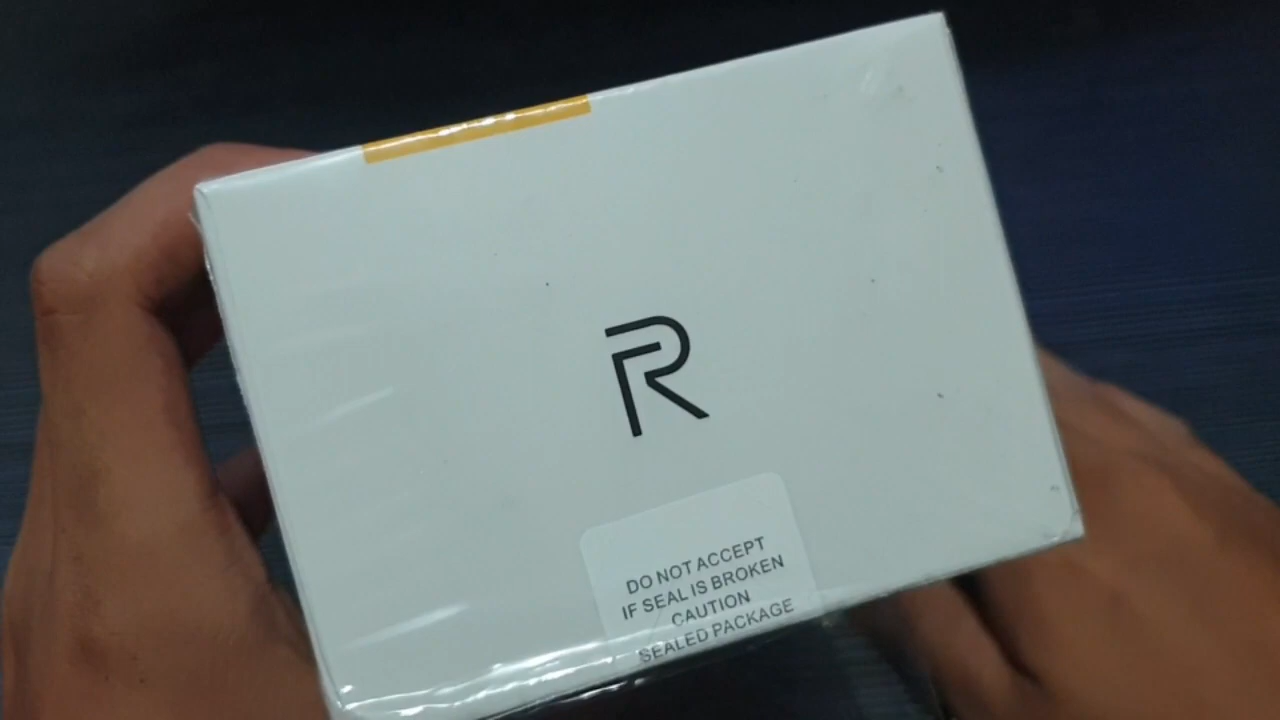 R
DO NOT ACCEPT
IF SEAL IS BROKEN
CAUTION
SEALED PACKAGE